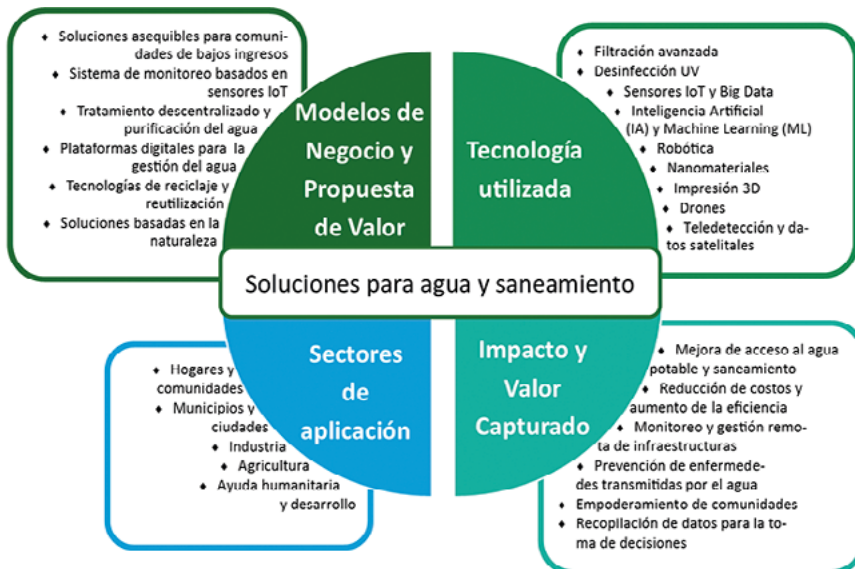 ♦ Soluciones asequibles para comuni-
dades de bajos ingresos
♦ Sistema de monitoreo basados en
sensores IoT
♦ Tratamiento descentralizado y
purificación del agua
♦ Plataformas digitales para la
gestión del agua
♦ Tecnologías de reciclaje y
reutilización
♦ Soluciones basadas en la
naturaleza
Modelos de
Negocio y
Propuesta
de Valor
Tecnología
utilizada
♦ Filtración avanzada
♦ Desinfección UV
♦ Sensores IoT y Big Data
♦ Inteligencia Artificial
(IA) y Machine Learning (ML)
♦ Robótica
♦ Nanomateriales
♦ Impresión 3D
♦ Drones
♦ Teledetección y da-
tos satelitales
Soluciones para agua y saneamiento
♦ Hogares y
comunidades
♦ Municipios y
ciudades
♦ Industria
♦ Agricultura
♦ Ayuda humanitaria
y desarrollo
Sectores
de
aplicación
Impacto y
Valor
Capturado
♦ Mejora de acceso al agua
potable y saneamiento
♦ Reducción de costos y
aumento de la eficiencia
♦ Monitoreo y gestión remo-
ta de infraestructuras
♦ Prevención de enfermeda-
des transmitidas por el agua
♦ Empoderamiento de comunidades
♦ Recopilación de datos para la to-
ma de decisiones